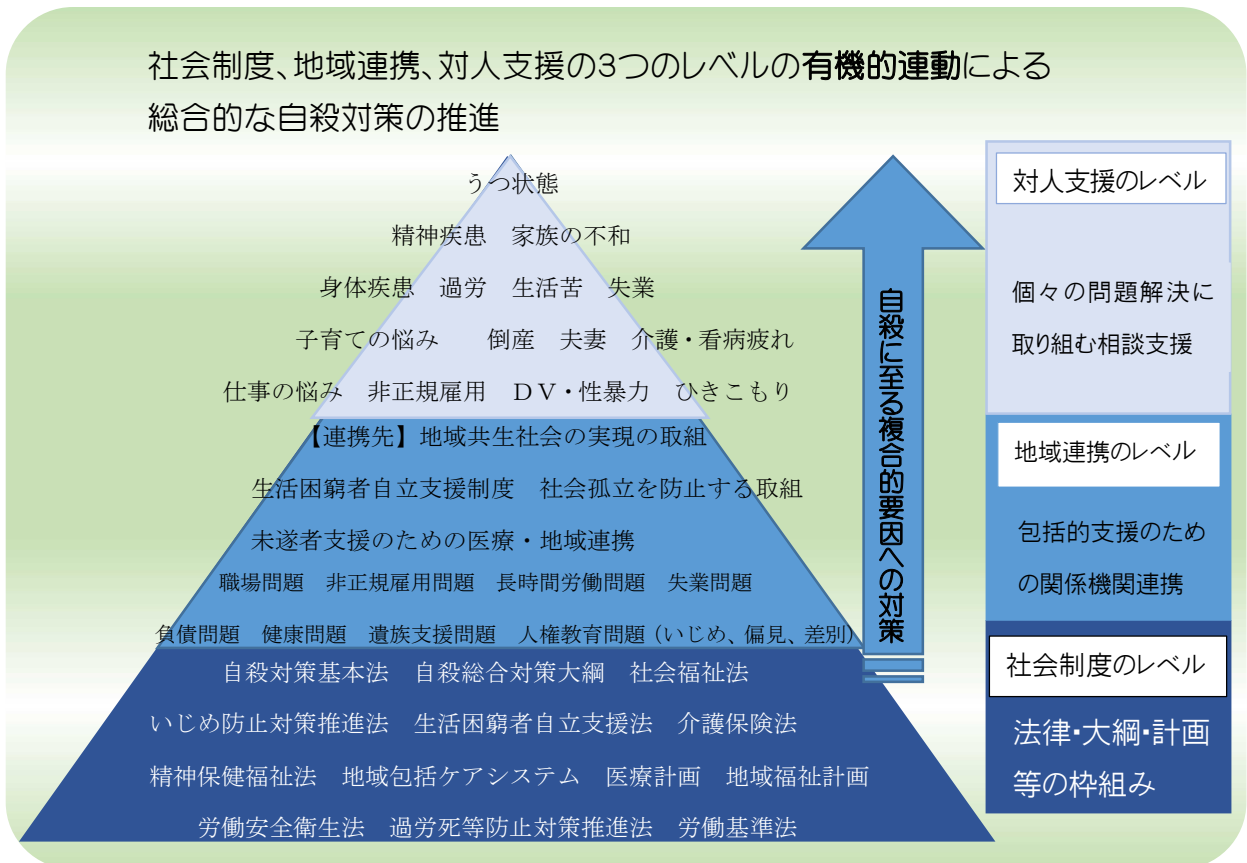 社会制度、地域連携、対人支援の3つのレベルの有機的連動による
総合的な自殺対策の推進
うつ状態
精神疾患　家族の不和
身体疾患　過労　生活苦　失業
子育ての悩み　　倒産　夫妻　介護・看病疲れ
仕事の悩み　非正規雇用　ＤＶ・性暴力　ひきこもり
【連携先】地域共生社会の実現の取組
生活困窮者自立支援制度　社会孤立を防止する取組
未遂者支援のための医療・地域連携
職場問題　非正規雇用問題　長時間労働問題　失業問題
負債問題　健康問題　遺族支援問題　人権教育問題（いじめ、偏見、差別）
自殺対策基本法　自殺総合対策大綱　社会福祉法
いじめ防止対策推進法　生活困窮者自立支援法　介護保険法
精神保健福祉法　地域包括ケアシステム　医療計画　地域福祉計画
労働安全衛生法　過労死等防止対策推進法　労働基準法
自殺に至る複合的要因への対策
対人支援のレベル
個々の問題解決に
取り組む相談支援
地域連携のレベル
包括的支援のため
の関係機関連携
社会制度のレベル
法律・大綱・計画
等の枠組み